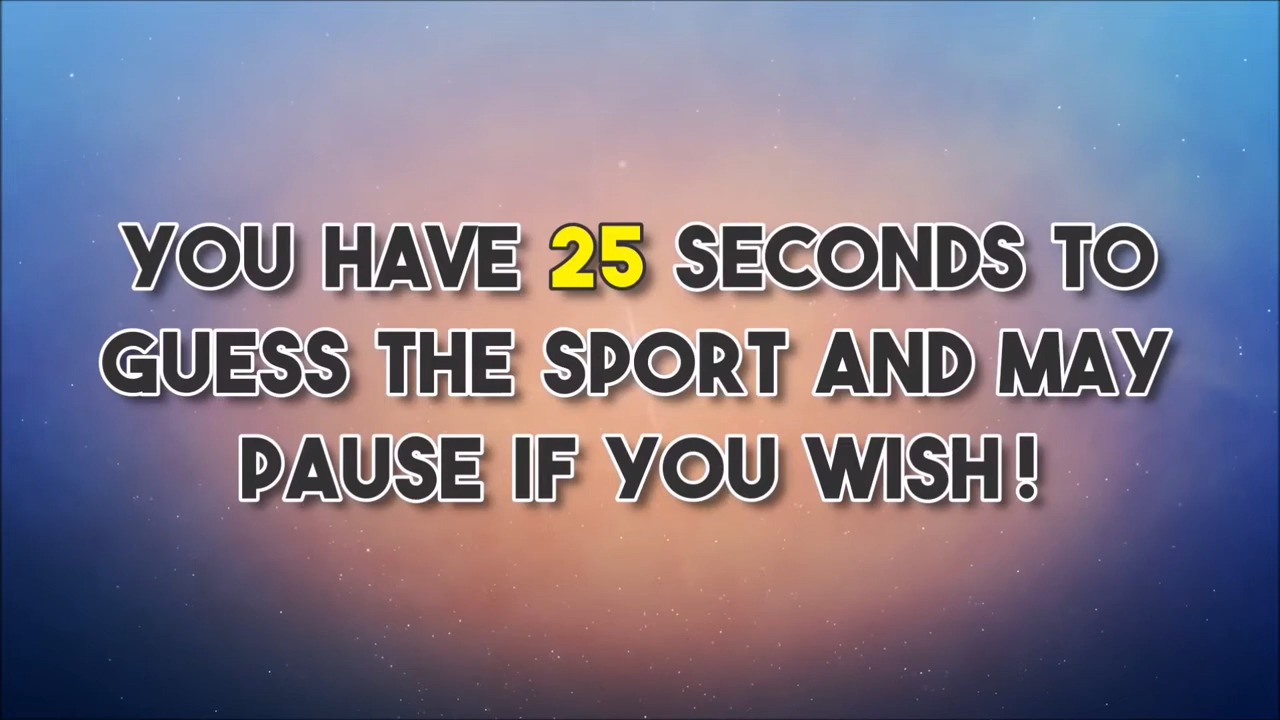 YOU HAVE 25 SECONDS TO
GUESS THE SPORT AND MAY
PAUSE IF YOU WISH!